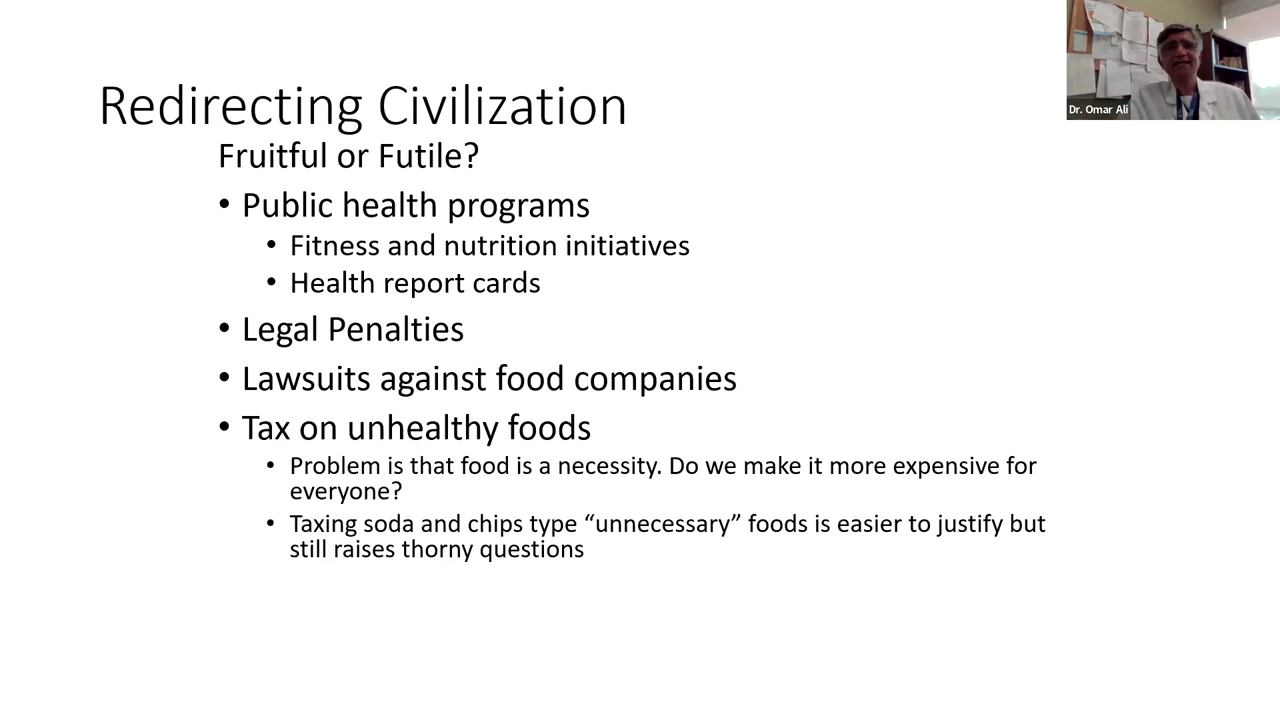 Dr. Omar Ali
Redirecting Civilization
Fruitful or Futile?
• Public health programs
• Fitness and nutrition initiatives
• Health report cards
• Legal Penalties
• Lawsuits against food companies
• Tax on unhealthy foods
• Problem is that food is a necessity. Do we make it more expensive for
everyone?
• Taxing soda and chips type “unnecessary” foods is easier to justify but
still raises thorny questions